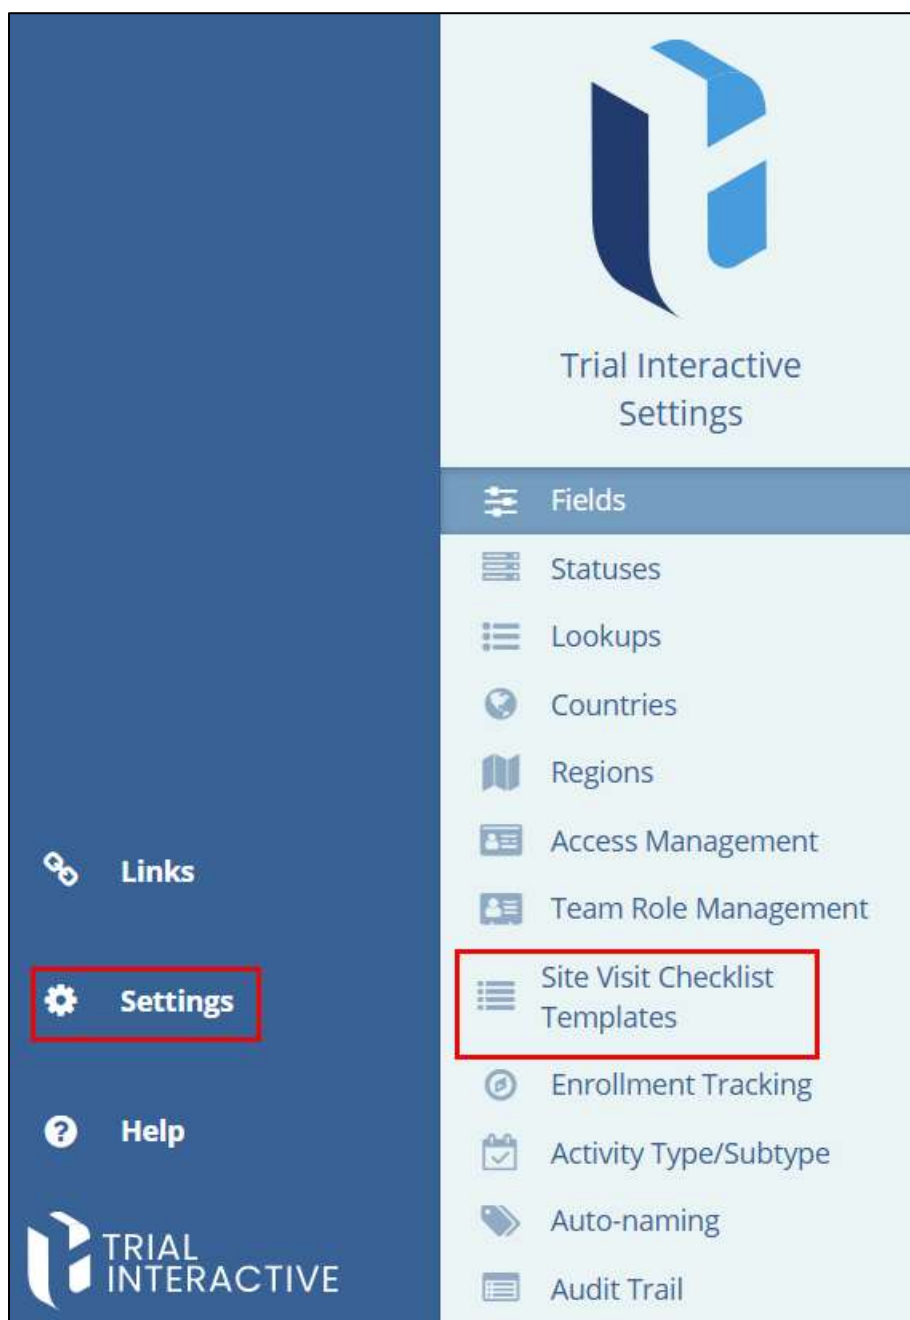 Trial Interactive
Settings
Fields
Statuses
Lookups
Countries
Regions
Access Management
Team Role Management
Site Visit Checklist
Templates
Enrollment Tracking
Activity Type/Subtype
Auto-naming
Audit Trail
Links
Settings
Help
TRIAL
INTERACTIVE